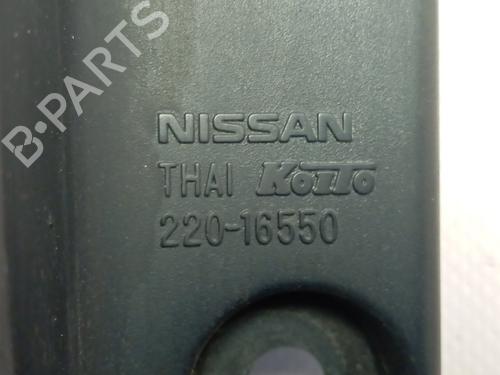 B-PARTS
NISSAN
THAI KOITO
220-16550